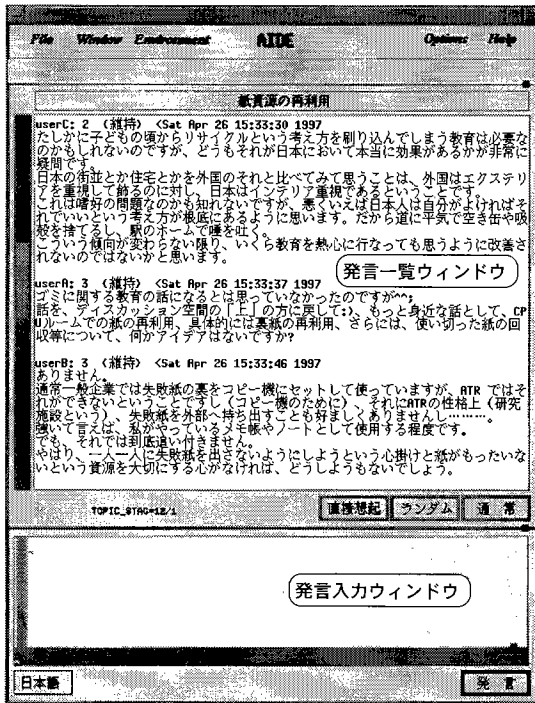 File Window Environment AIDE Options Help
紙資源の再利用
userC: 2 (維持) <Sat Apr 26 15:33:30 1997
たしかに子どもの頃からリサイクルという考え方を刷り込んでしまう教育は必要な
のかもしれないのですが、どうもそれが日本において本当に効果があるかが非常に
疑問です。
日本の街並とか住宅とかを外国のそれと比べてみて思うことは、外国はエクステリ
アを重視して飾るのに対し、日本はインテリア重視であるということです。
これは嗜好の問題なのかも知れないですが、悪くいえば日本人は自分がよければそ
れでいいという考え方が根底にあるように思います。だから道に平気で空き缶や吸
殻を捨てるし、駅のホームで唾を吐く。
こういう傾向が変わらない限り、いくら教育を熱心に行なっても思うように改善さ
れないのではないかと思います。
発言一覧ウィンドウ
userA: 3 (維持) <Sat Apr 26 15:33:37 1997
ゴミに関する教育の話になるとは思っていなかったのですが^^;
話を、ディスカッション空間の「上」の方に戻して:)、もっと身近な話として、CP
Uルームでの紙の再利用、具体的には裏紙の再利用、さらには、使い切った紙の回
収等について、何かアイデアはないですか?
userB: 3 (維持) <Sat Apr 26 15:33:46 1997
ありません。
通常一般企業では失敗紙の裏をコピー機にセットして使っていますが、ATR ではそ
れができないということですし（コピー機のために）、それにATRの性格上（研究
施設という）、失敗紙を外部へ持ち出すことも好ましくありませんし………。
強いて言えば、私がやっているメモ帳やノートとして使用する程度です。
でも、それでは到底追い付きません。
やはり、一人一人に失敗紙を出さないようにしようという心掛けと紙がもったいな
いという資源を大切にする心がなければ、どうしようもないでしょう。
TOPIC_STAG=12/1 直接想起 ランダム 通常
発言入力ウィンドウ
日本語 発言